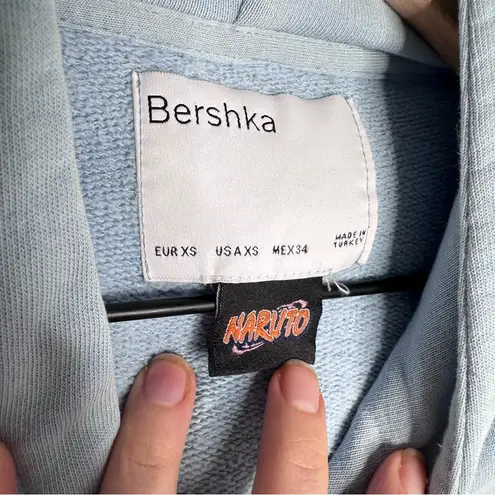 Bershka
EUR XS USA XS MEX 34
MADE IN
TURKEY
NARUTO